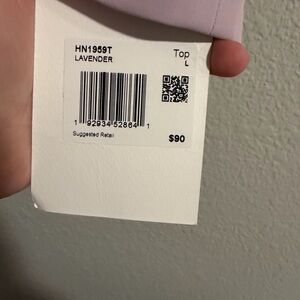 HN1959T
Top
LAVENDER
L
1 92934 52864 1
Suggested Retail
$90